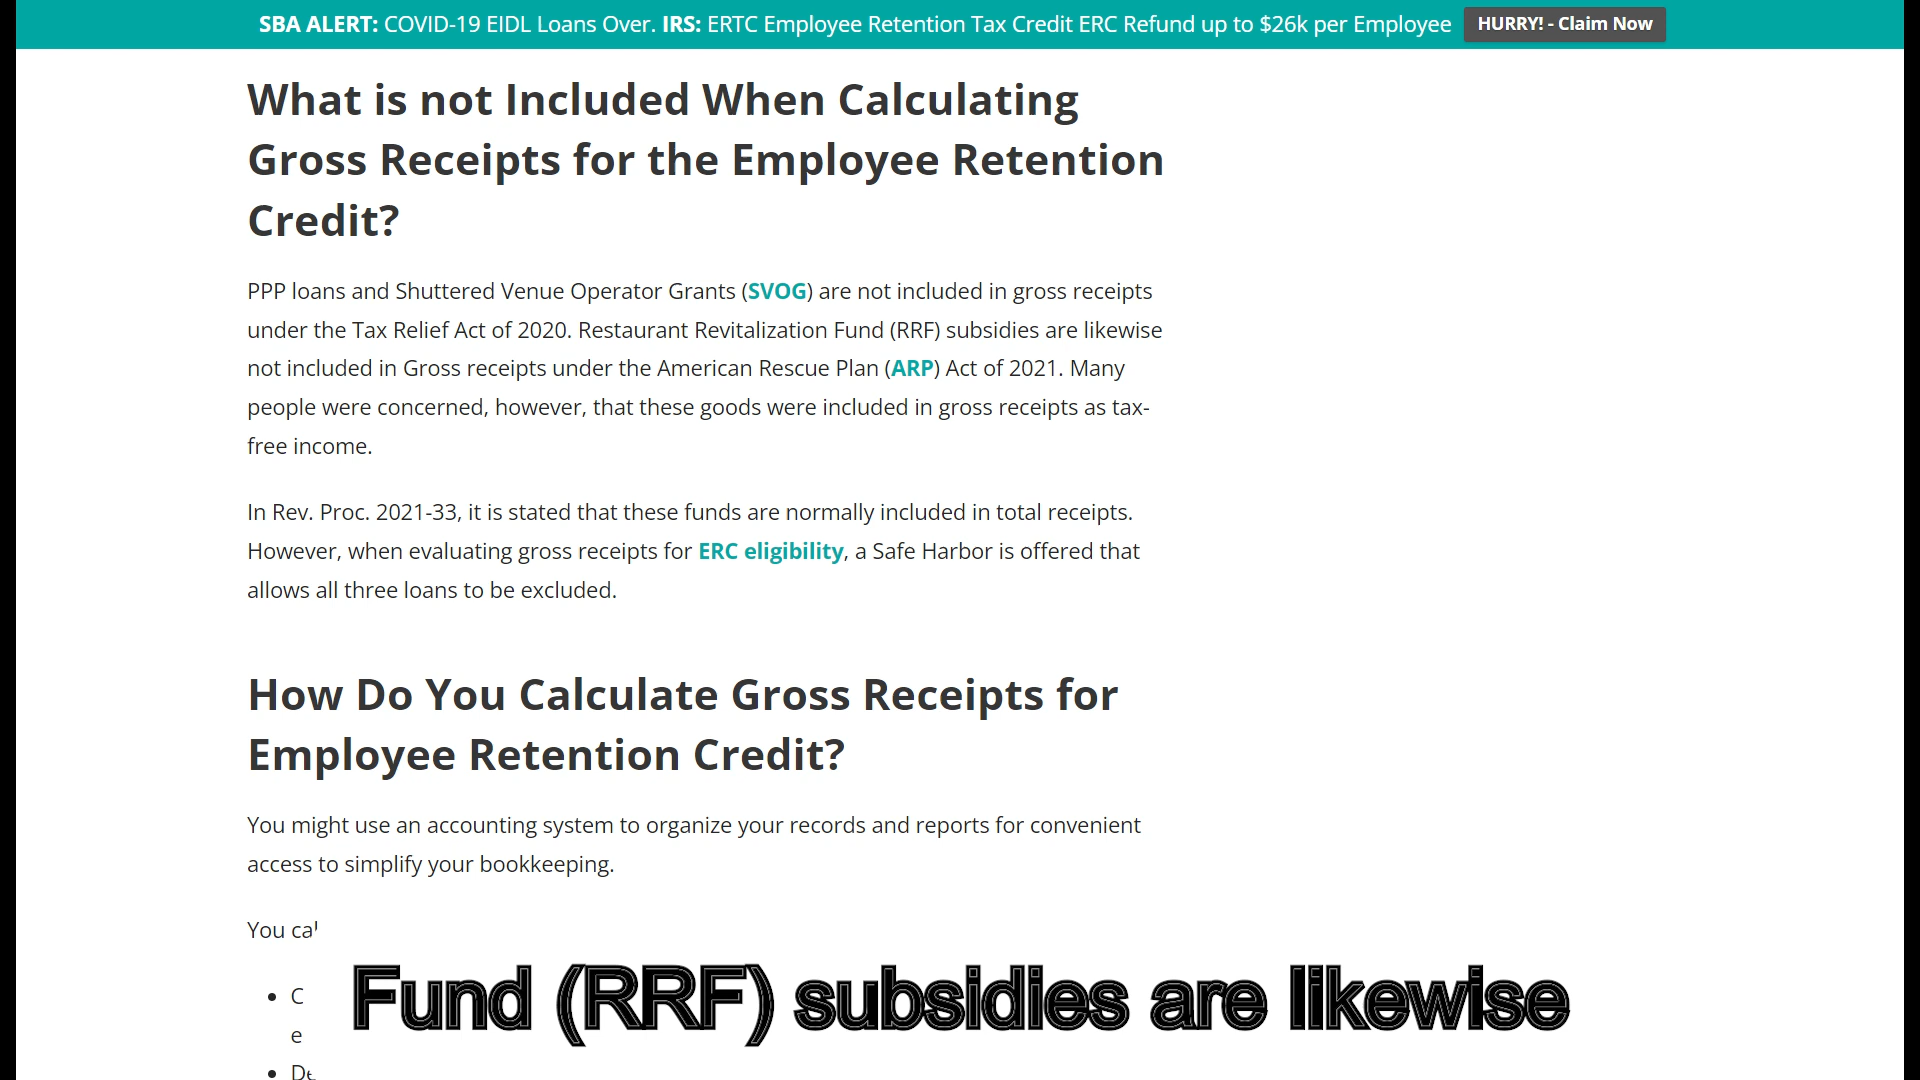 SBA ALERT: COVID-19 EIDL Loans Over. IRS: ERTC Employee Retention Tax Credit ERC Refund up to $26k per Employee HURRY! - Claim Now
What is not Included When Calculating
Gross Receipts for the Employee Retention
Credit?
PPP loans and Shuttered Venue Operator Grants (SVOG) are not included in gross receipts
under the Tax Relief Act of 2020. Restaurant Revitalization Fund (RRF) subsidies are likewise
not included in Gross receipts under the American Rescue Plan (ARP) Act of 2021. Many
people were concerned, however, that these goods were included in gross receipts as tax-
free income.
In Rev. Proc. 2021-33, it is stated that these funds are normally included in total receipts.
However, when evaluating gross receipts for ERC eligibility, a Safe Harbor is offered that
allows all three loans to be excluded.
How Do You Calculate Gross Receipts for
Employee Retention Credit?
You might use an accounting system to organize your records and reports for convenient
access to simplify your bookkeeping.
You
Fund (RRF) subsidies are likewise